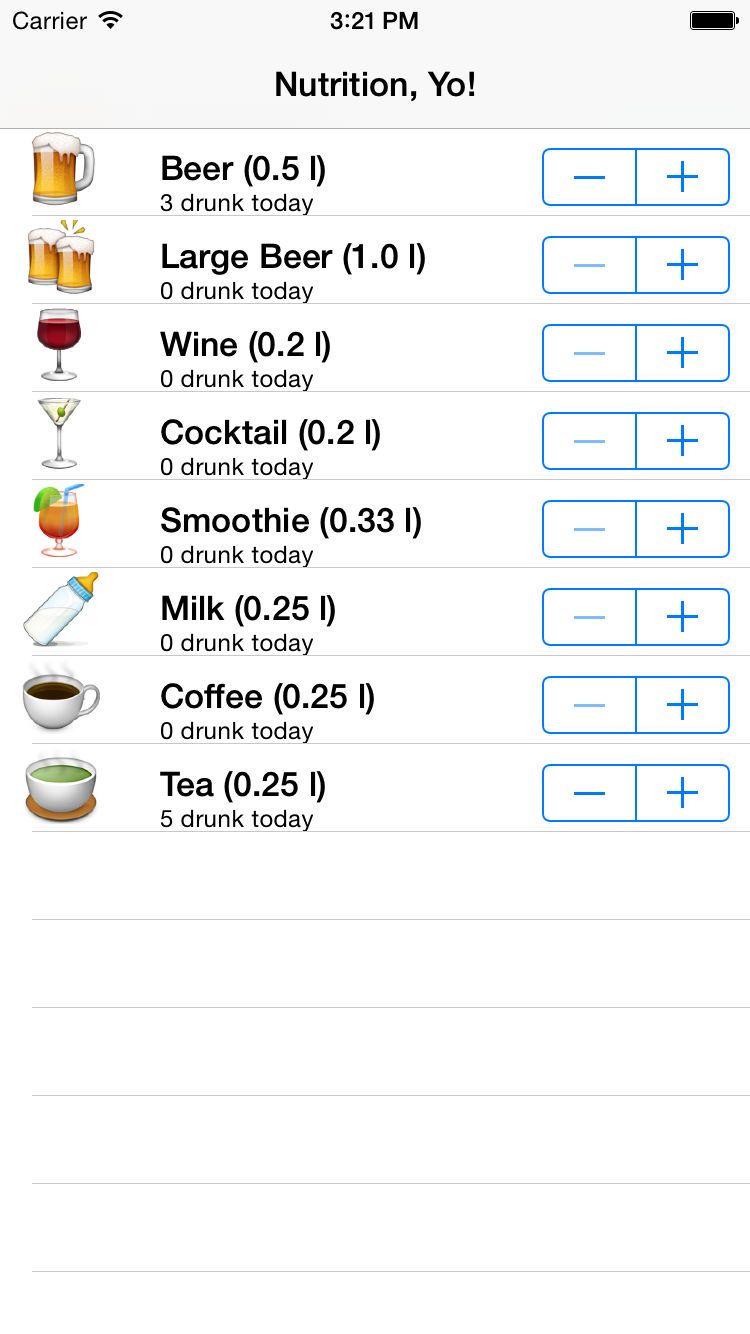 Carrier 3:21 PM
Nutrition, Yo!
Beer (0.5 l)
3 drunk today
Large Beer (1.0 l)
0 drunk today
Wine (0.2 l)
0 drunk today
Cocktail (0.2 l)
0 drunk today
Smoothie (0.33 l)
0 drunk today
Milk (0.25 l)
0 drunk today
Coffee (0.25 l)
0 drunk today
Tea (0.25 l)
5 drunk today